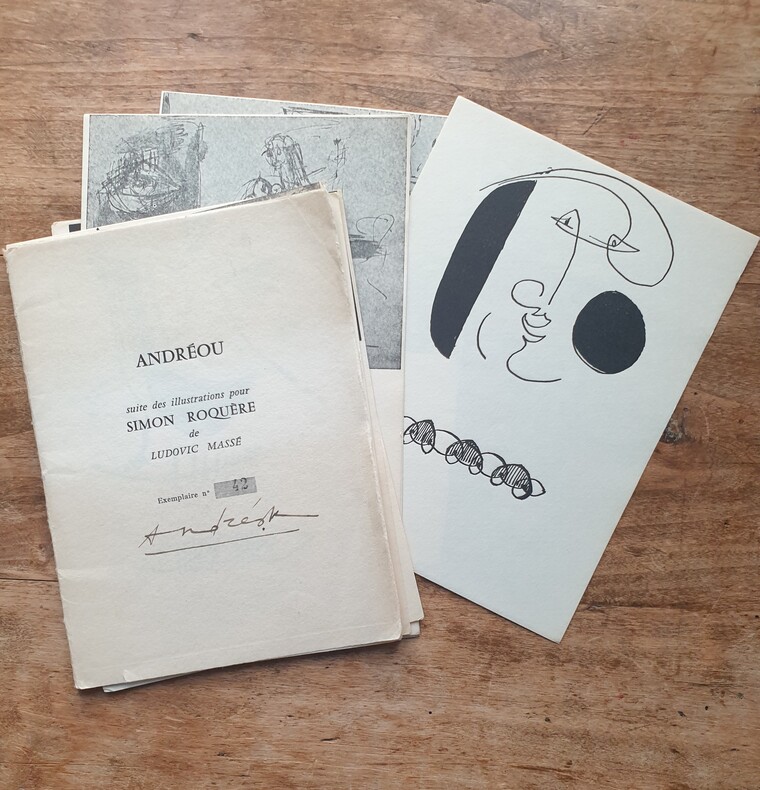 ANDRÉOU
suite des illustrations pour
SIMON ROQUÈRE
de
LUDOVIC MASSÉ
Exemplaire n° 42
Andréou